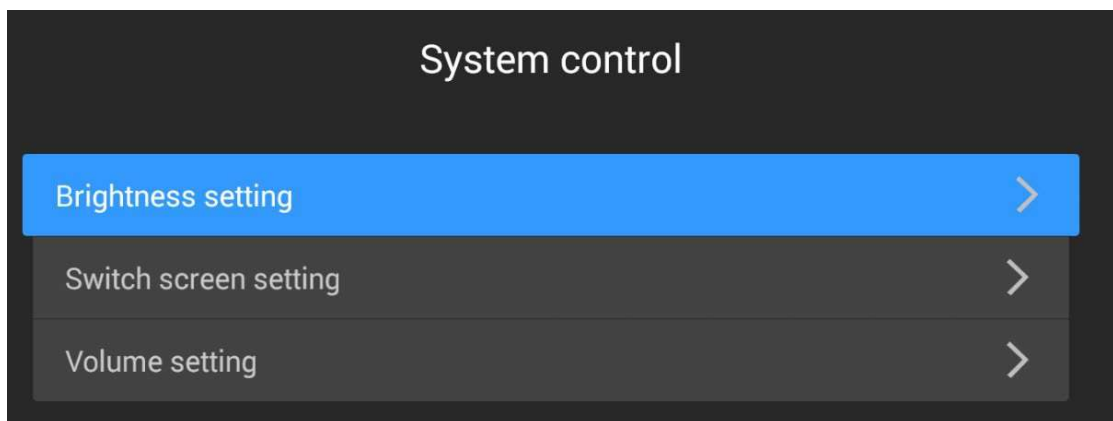 System control
Brightness setting
Switch screen setting
Volume setting